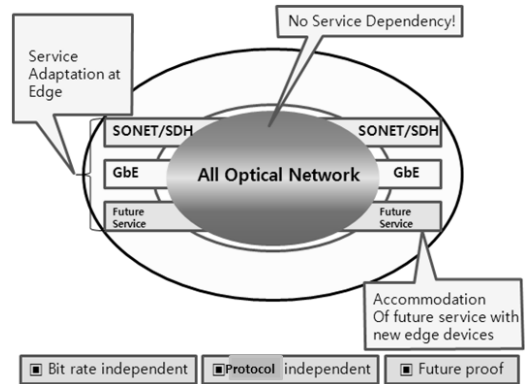 No Service Dependency!
Service
Adaptation at
Edge
SONET/SDH
SONET/SDH
GbE
All Optical Network
GbE
Future
Service
Future
Service
Accommodation
Of future service with
new edge devices
▣ Bit rate independent
▣Protocol independent
▣ Future proof